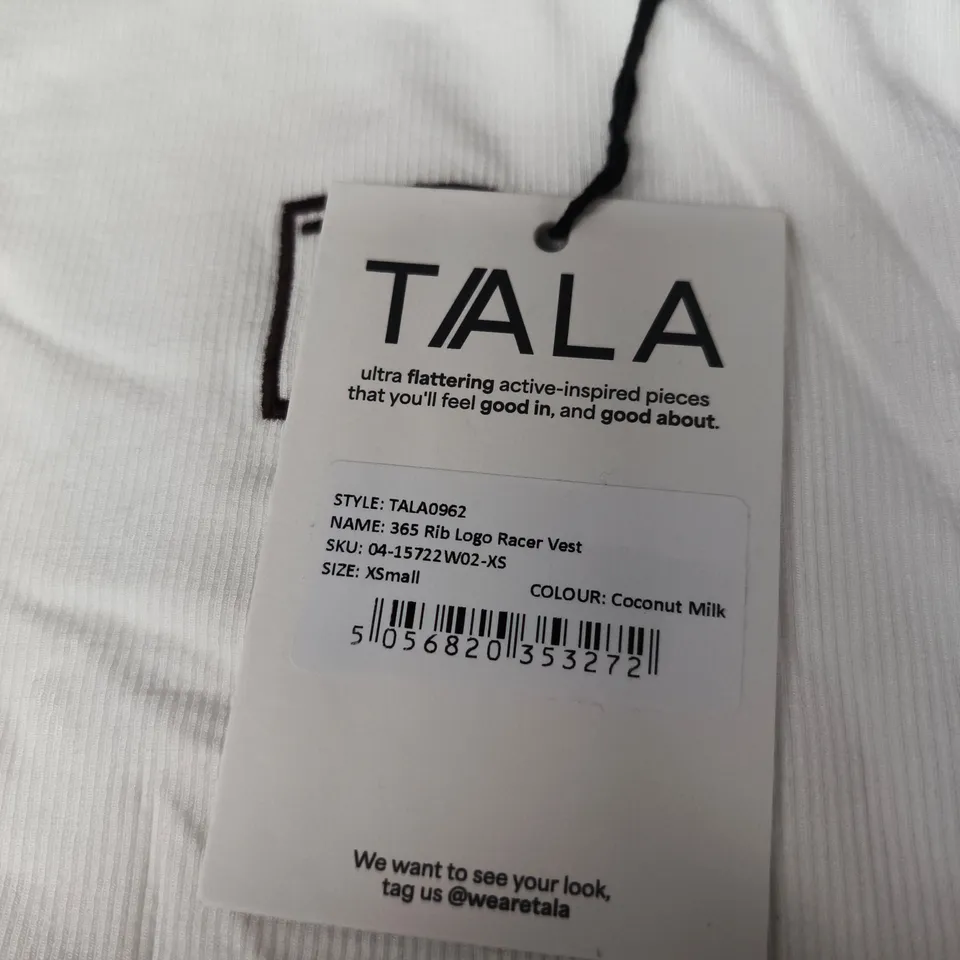 TALA
ultra flattering active-inspired pieces
that you'll feel good in, and good about.
STYLE: TALA0962
NAME: 365 Rib Logo Racer Vest
SKU: 04-15722W02-XS
SIZE: XSmall
COLOUR: Coconut Milk
5 056820 353272
We want to see your look,
tag us @wearetala